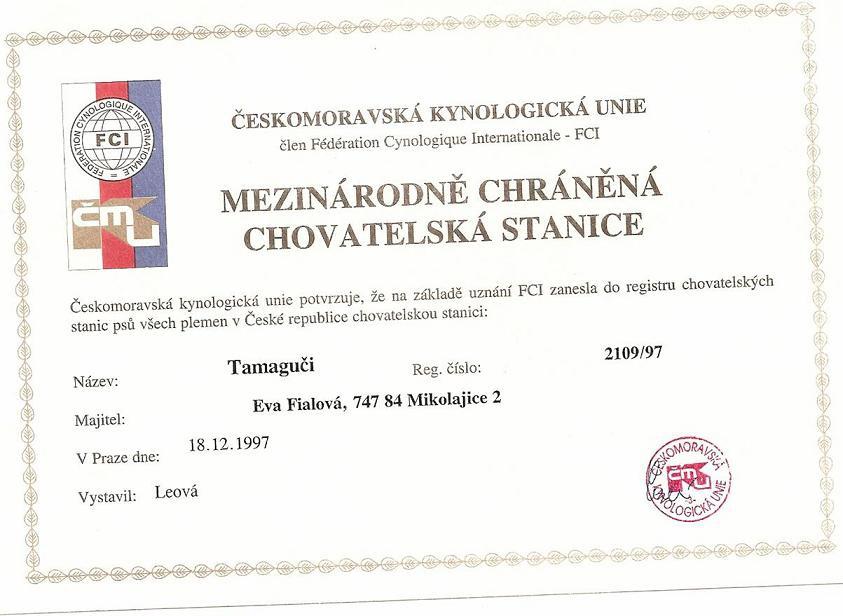 FEDERATION CYNOLOGIQUE INTERNATIONALE =
FCI
čmku
ČESKOMORAVSKÁ KYNOLOGICKÁ UNIE
člen Fédération Cynologique Internationale - FCI
MEZINÁRODNĚ CHRÁNĚNÁ
CHOVATELSKÁ STANICE
Českomoravská kynologická unie potvrzuje, že na základě uznání FCI zanesla do registru chovatelských
stanic psů všech plemen v České republice chovatelskou stanici:
Název: Tamaguči Reg. číslo: 2109/97
Majitel: Eva Fialová, 747 84 Mikolajice 2
V Praze dne: 18.12.1997
Vystavil: Leová
ČESKOMORAVSKÁ
KYNOLOGICKÁ UNIE
čmku